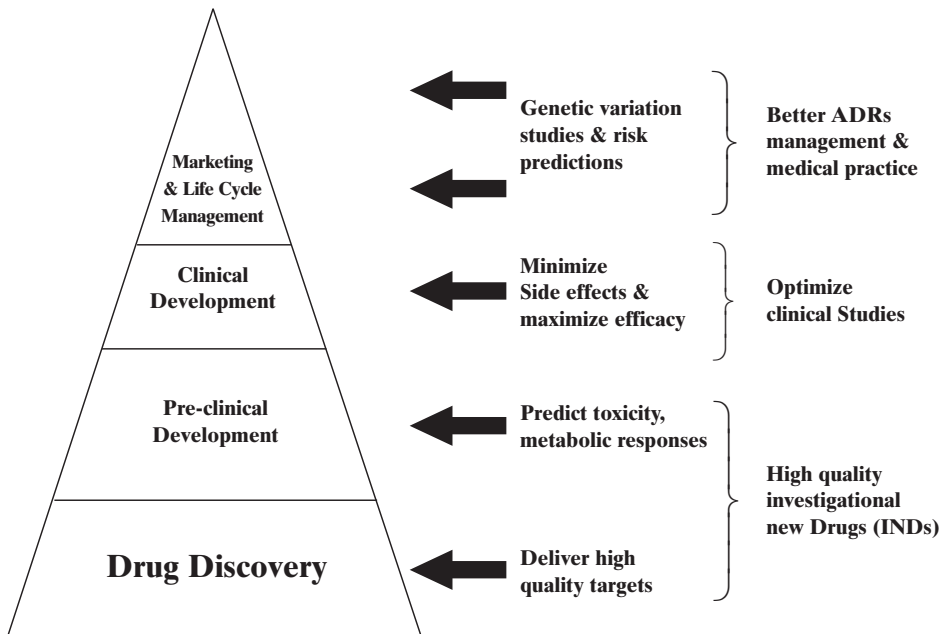 Marketing
& Life Cycle
Management
Genetic variation
studies & risk
predictions
Better ADRs
management &
medical practice
Clinical
Development
Minimize
Side effects &
maximize efficacy
Optimize
clinical Studies
Pre-clinical
Development
Predict toxicity,
metabolic responses
High quality
investigational
new Drugs (INDs)
Drug Discovery
Deliver high
quality targets